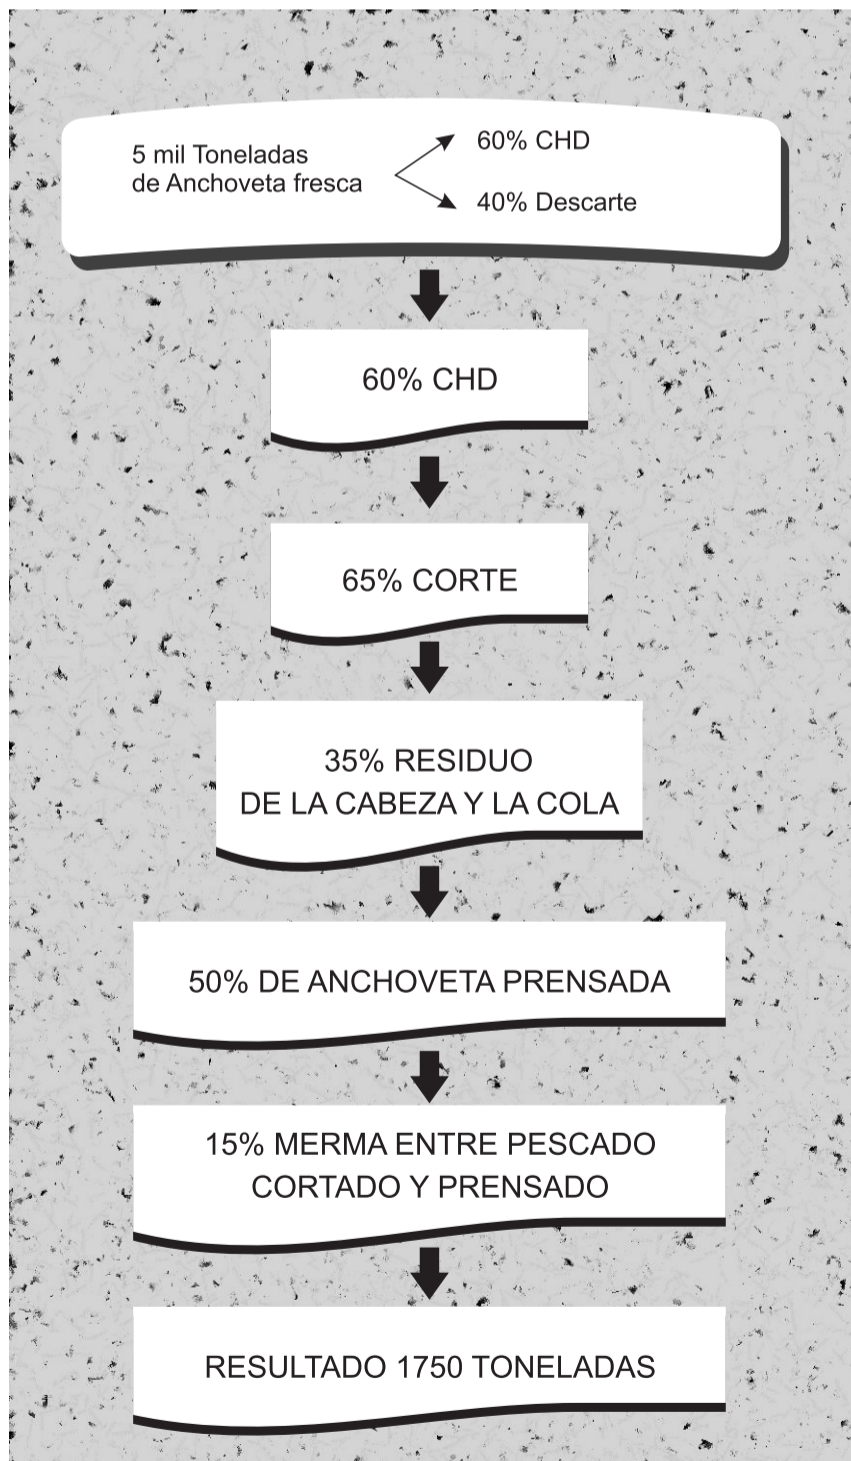 5 mil Toneladas
de Anchoveta fresca
60% CHD
40% Descarte
60% CHD
65% CORTE
35% RESIDUO
DE LA CABEZA Y LA COLA
50% DE ANCHOVETA PRENSADA
15% MERMA ENTRE PESCADO
CORTADO Y PRENSADO
RESULTADO 1750 TONELADAS